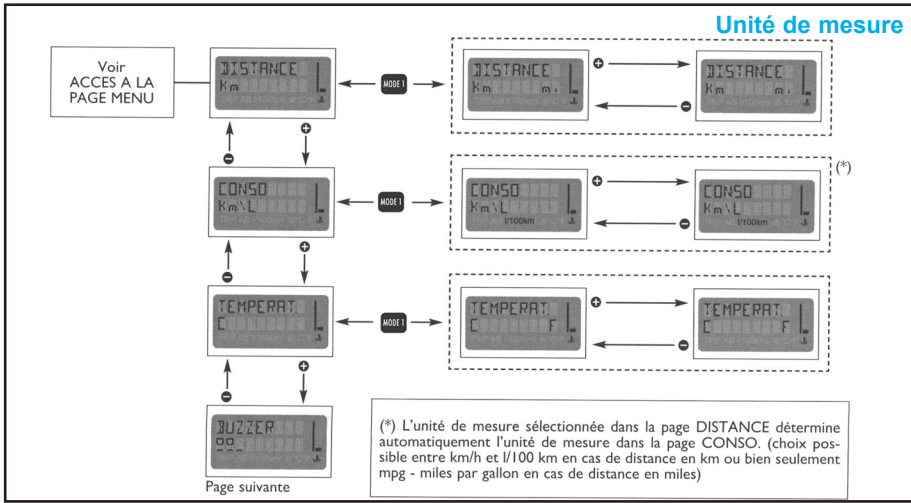 Unité de mesure
Voir
ACCES A LA
PAGE MENU
DISTANCE
Km
MODE 1
DISTANCE
Km m.
DISTANCE
Km m.
CONSO
Km\L
MODE 1
CONSO
Km\L
l/100km
CONSO
Km\L
l/100km
(*)
TEMPERAT.
C
MODE 1
TEMPERAT.
C F
TEMPERAT.
C F
BUZZER
Page suivante
(*) L'unité de mesure sélectionnée dans la page DISTANCE détermine
automatiquement l'unité de mesure dans la page CONSO. (choix pos-
sible entre km/h et l/100 km en cas de distance en km ou bien seulement
mpg - miles par gallon en cas de distance en miles)